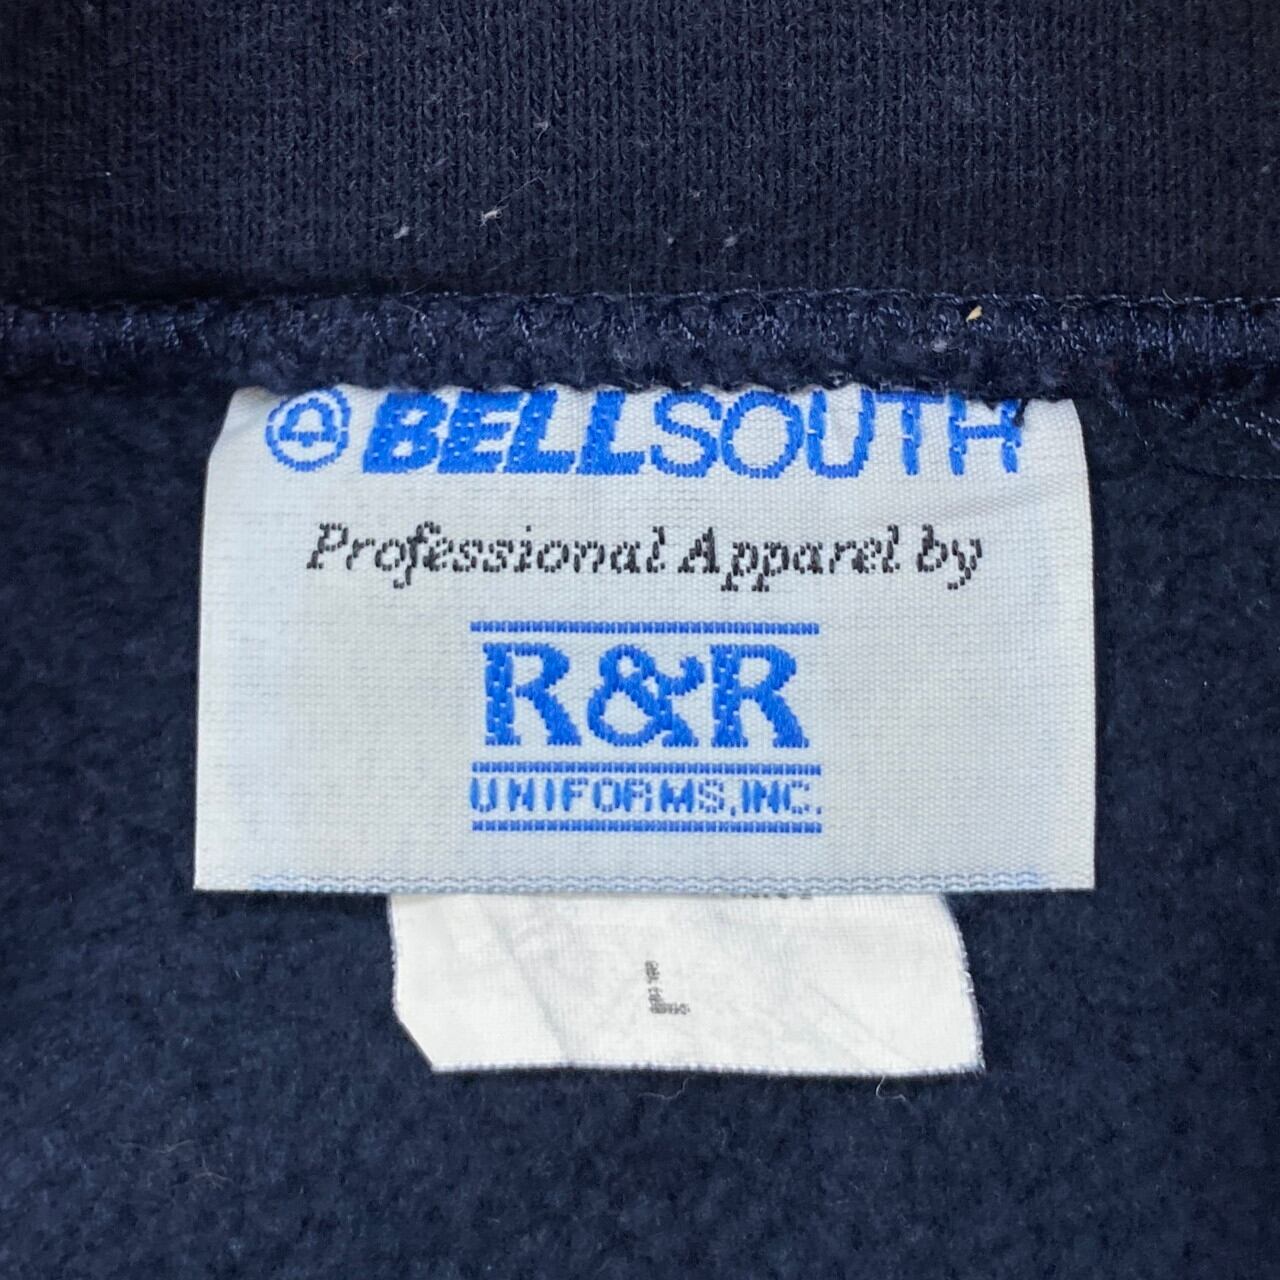 BELLSOUTH
Professional Apparel by
R&R
UNIFORMS, INC.
L